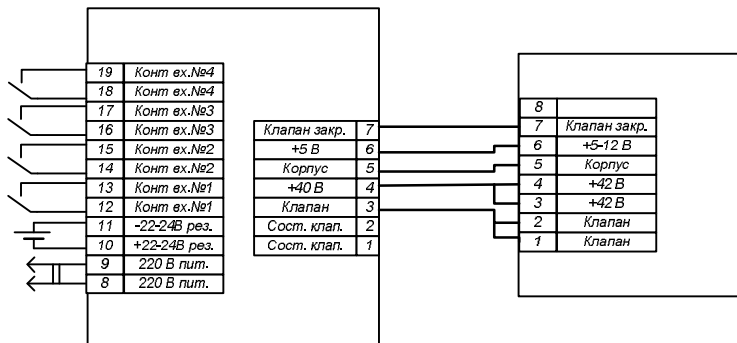 19 Конт вх.№4
18 Конт вх.№4
17 Конт вх.№3
16 Конт вх.№3
15 Конт вх.№2
14 Конт вх.№2
13 Конт вх.№1
12 Конт вх.№1
11 -22-24В рез.
10 +22-24В рез.
9 220 В пит.
8 220 В пит.
Клапан закр. 7
+5 В 6
Корпус 5
+40 В 4
Клапан 3
Сост. клап. 2
Сост. клап. 1
8
7 Клапан закр.
6 +5-12 В
5 Корпус
4 +42 В
3 +42 В
2 Клапан
1 Клапан